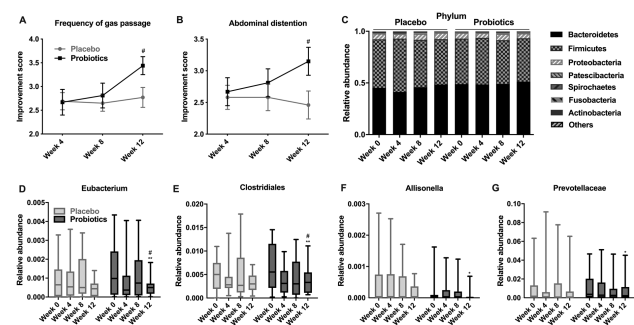 A
Frequency of gas passage
Improvement score
4.0
3.5
3.0
2.5
2.0
Placebo
Probiotics
#
Week 4
Week 8
Week 12
B
Abdominal distention
Improvement score
4.0
3.5
3.0
2.5
2.0
#
Week 4
Week 8
Week 12
C
Phylum
Placebo
Probiotics
Relative abundance
1.0
0.5
0.0
Week 0
Week 4
Week 8
Week 12
Week 0
Week 4
Week 8
Week 12
Bacteroidetes
Firmicutes
Proteobacteria
Patescibacteria
Spirochaetes
Fusobacteria
Actinobacteria
Others
D
Eubacterium
Relative abundance
0.005
0.004
0.003
0.002
0.001
0.000
Placebo
Probiotics
#
**
Week 0
Week 4
Week 8
Week 12
Week 0
Week 4
Week 8
Week 12
E
Clostridiales
Relative abundance
0.020
0.015
0.010
0.005
0.000
#
**
Week 0
Week 4
Week 8
Week 12
Week 0
Week 4
Week 8
Week 12
F
Allisonella
Relative abundance
0.003
0.002
0.001
0.000
*
Week 0
Week 4
Week 8
Week 12
Week 0
Week 4
Week 8
Week 12
G
Prevotellaceae
Relative abundance
0.10
0.08
0.06
0.04
0.02
0.00
*
Week 0
Week 4
Week 8
Week 12
Week 0
Week 4
Week 8
Week 12